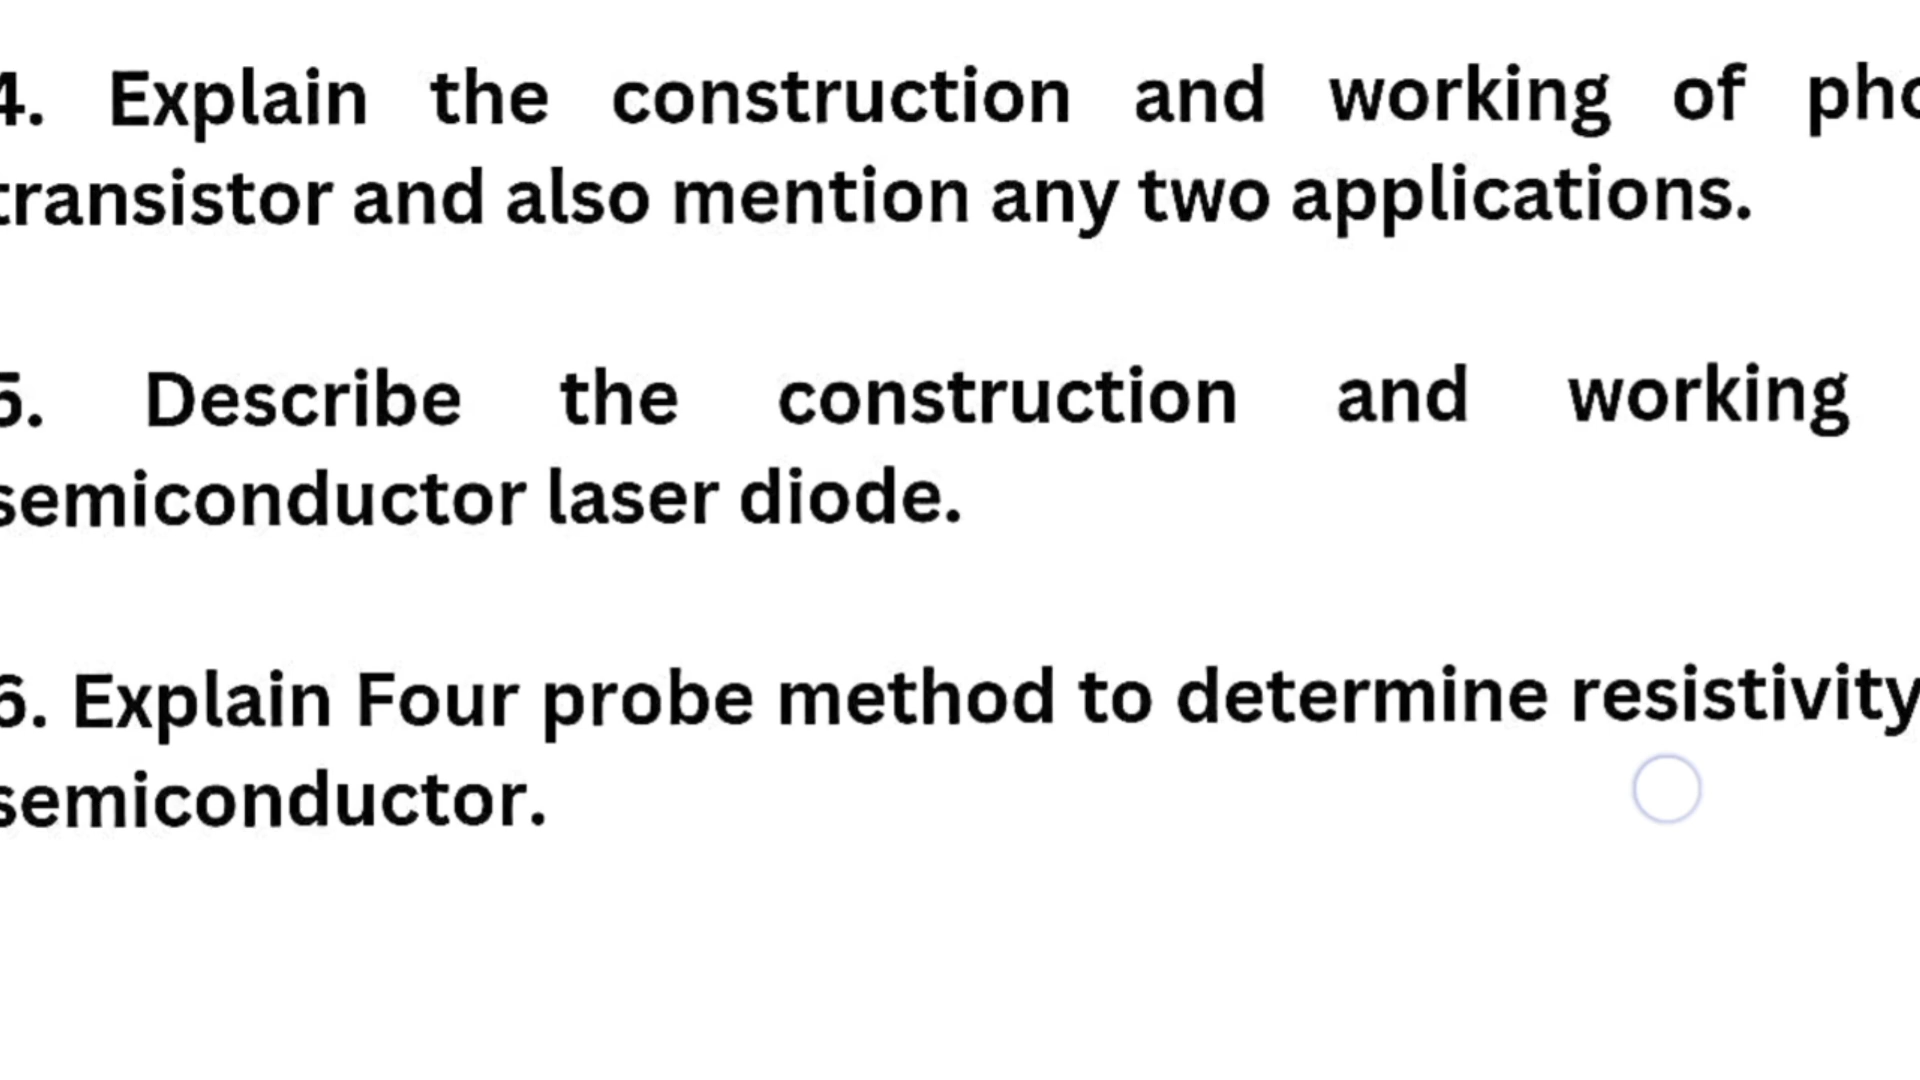 4. Explain the construction and working of pho
transistor and also mention any two applications.
5. Describe the construction and working
semiconductor laser diode.
6. Explain Four probe method to determine resistivity
semiconductor.